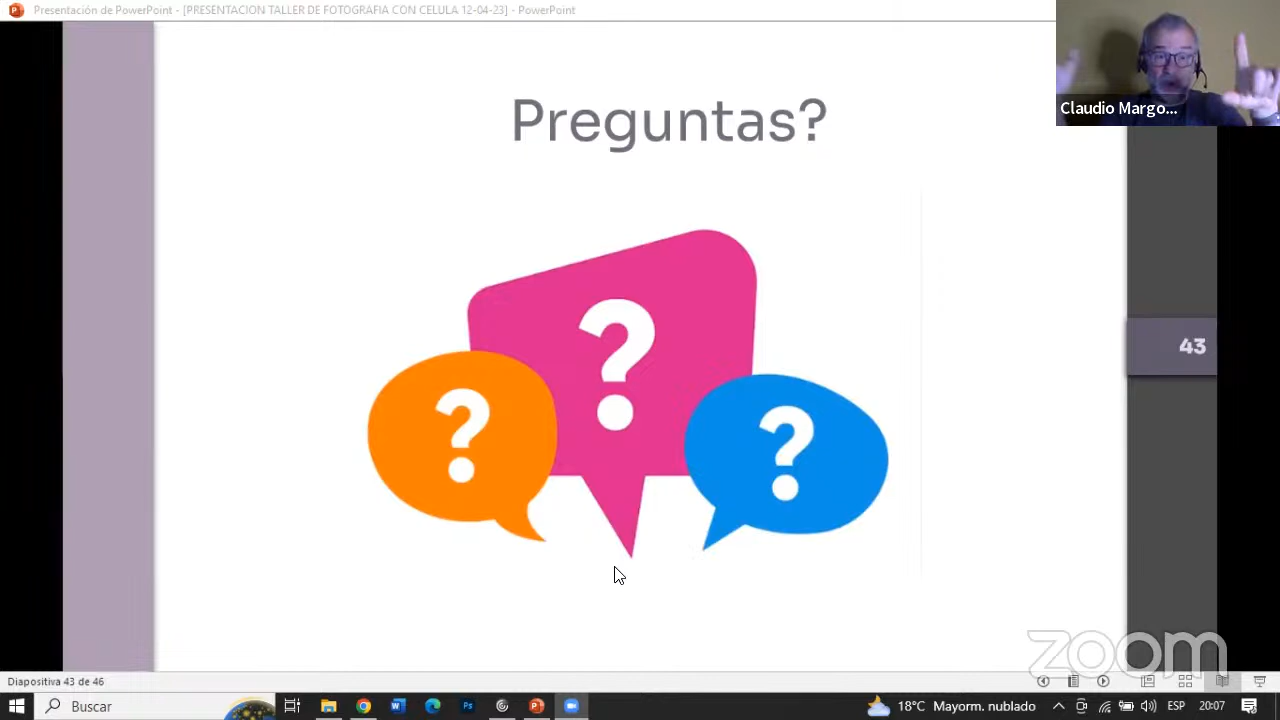 Presentación de PowerPoint - [PRESENTACION TALLER DE FOTOGRAFIA CON CELULA 12-04-23] - PowerPoint
Claudio Margo...
Preguntas?
?
?
?
43
zoom
Diapositiva 43 de 46
Buscar
18°C Mayorm. nublado
ESP
20:07